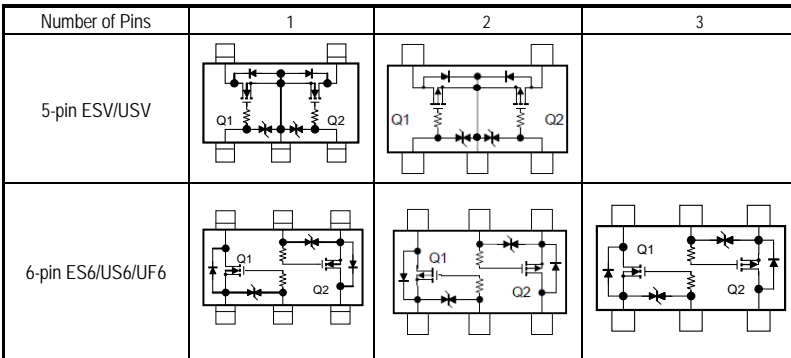 Number of Pins 1 2 3
5-pin ESV/USV
Q1 Q2
Q1 Q2
6-pin ES6/US6/UF6
Q1
Q2
Q1
Q2
Q1
Q2